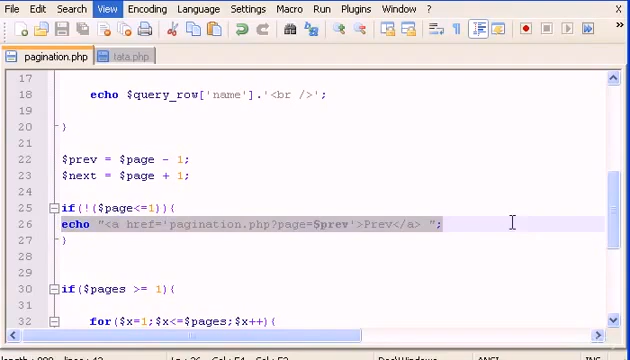 File Search View Encoding Language Settings Macro Run Plugins Window ? X
pagination.php tata.php
17
18 echo $query_row['name'].'<br />';
19
20 }
21
22 $prev = $page - 1;
23 $next = $page + 1;
24
25 if(!($page<=1)){
26 echo "<a href='pagination.php?page=$prev'>Prev</a> ";
27 }
28
29
30 if($pages >= 1){
31
32 for($x=1;$x<=$pages;$x++){